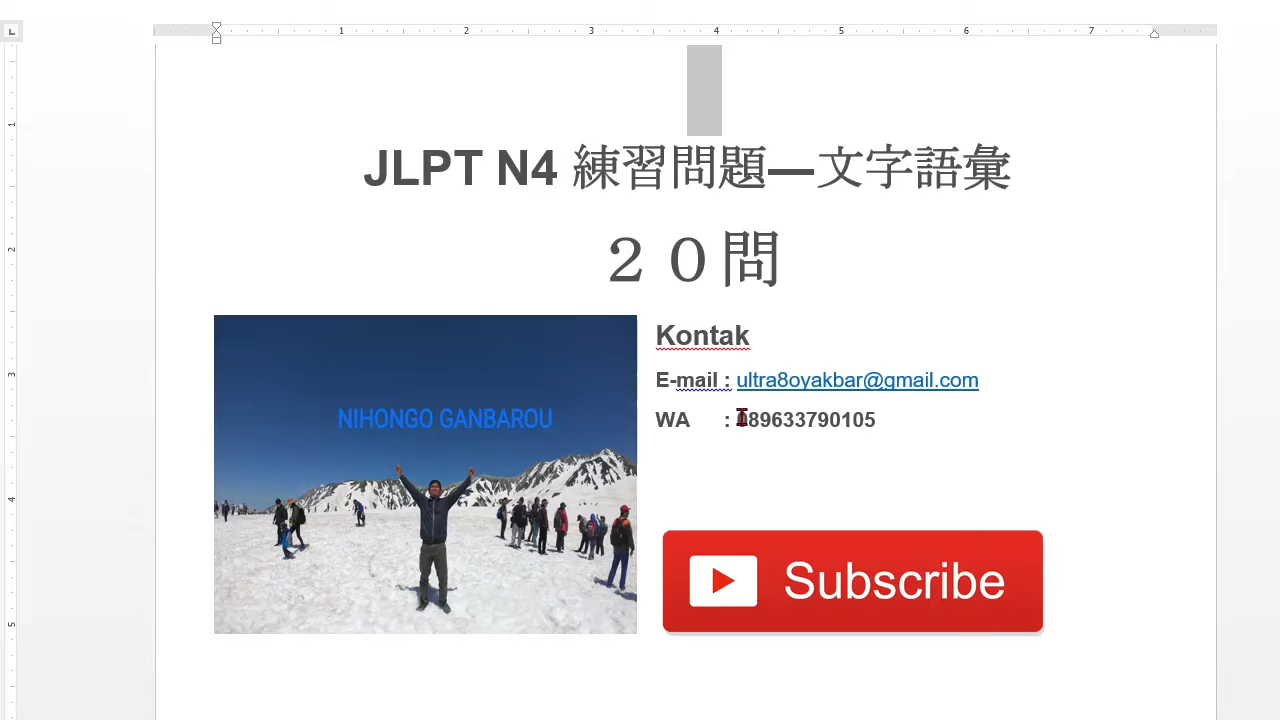 JLPT N4 練習問題—文字語彙
２０問
NIHONGO GANBAROU
Kontak
E-mail : ultra8oyakbar@gmail.com
WA : 089633790105
Subscribe